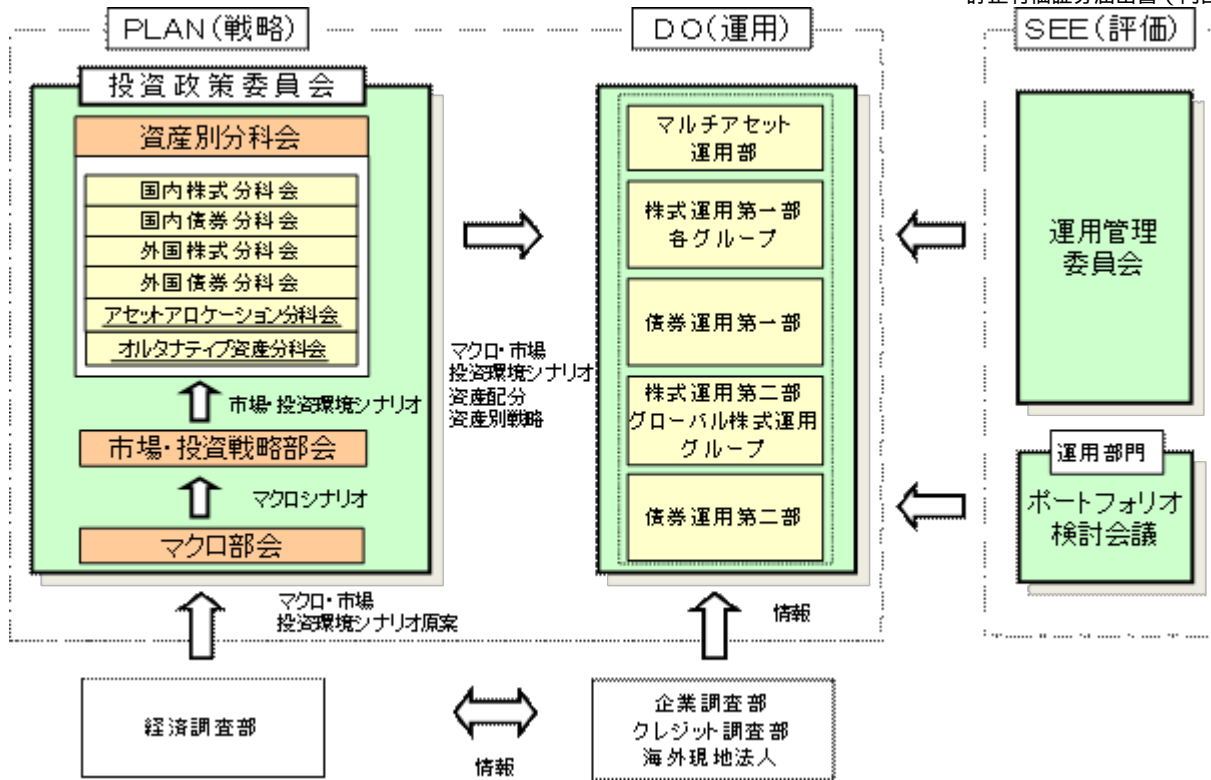 PLAN(戦略)
投資政策委員会
資産別分科会
国内株式分科会
国内債券分科会
外国株式分科会
外国債券分科会
アセットアロケーション分科会
オルタナティブ資産分科会
市場・投資環境シナリオ
市場・投資戦略部会
マクロシナリオ
マクロ部会
マクロ・市場
投資環境シナリオ原案
経済調査部
マクロ・市場
投資環境シナリオ
資産配分
資産別戦略
情報
DO(運用)
マルチアセット
運用部
株式運用第一部
各グループ
債券運用第一部
株式運用第二部
グローバル株式運用
グループ
債券運用第二部
情報
企業調査部
クレジット調査部
海外現地法人
SEE(評価)
運用管理
委員会
運用部門
ポートフォリオ
検討会議